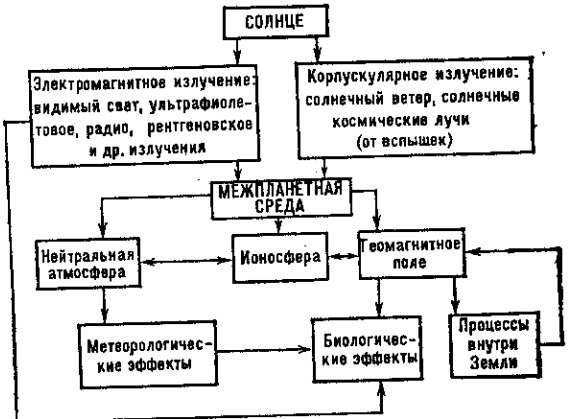 СОЛНЦЕ
Электромагнитное излучение:
видимый свет, ультрафиоле-
товое, радио, рентгеновское
и др. излучения
Корпускулярное излучение:
солнечный ветер, солнечные
космические лучи
(от вспышек)
МЕЖПЛАНЕТНАЯ
СРЕДА
Нейтральная
атмосфера
Ионосфера
Геомагнитное
поле
Метеорологичес-
кие эффекты
Биологичес-
кие эффекты
Процессы
внутри
Земли